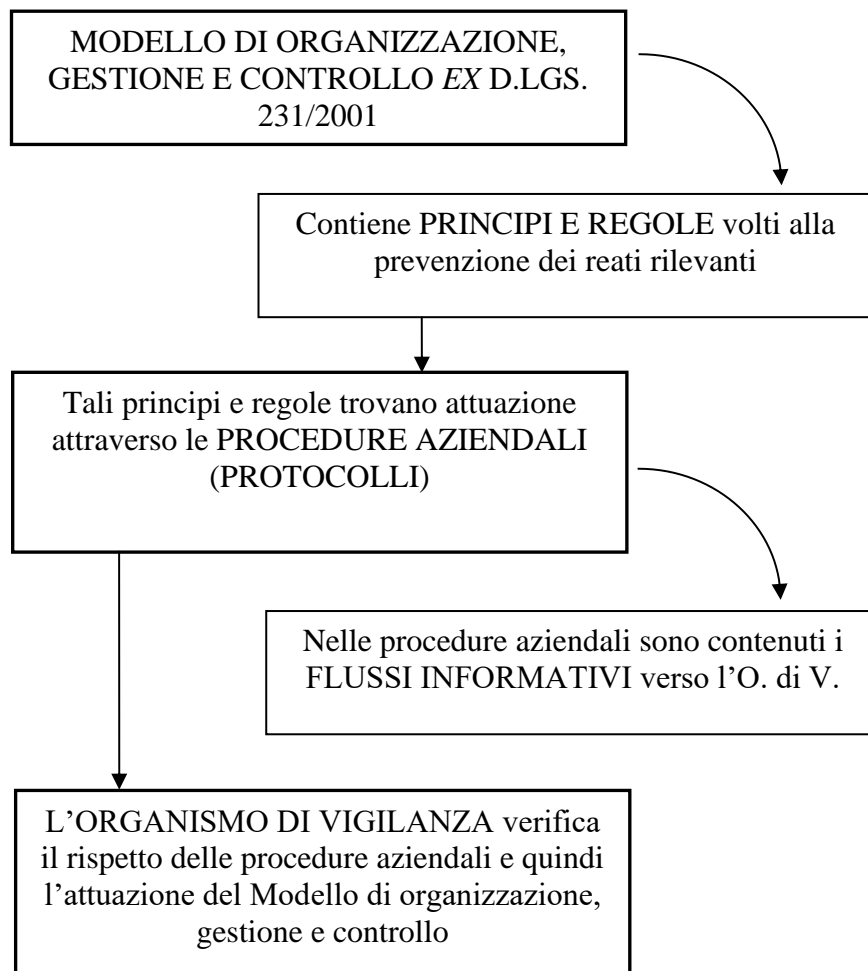 MODELLO DI ORGANIZZAZIONE,
GESTIONE E CONTROLLO EX D.LGS.
231/2001
Contiene PRINCIPI E REGOLE volti alla
prevenzione dei reati rilevanti
Tali principi e regole trovano attuazione
attraverso le PROCEDURE AZIENDALI
(PROTOCOLLI)
Nelle procedure aziendali sono contenuti i
FLUSSI INFORMATIVI verso l’O. di V.
L’ORGANISMO DI VIGILANZA verifica
il rispetto delle procedure aziendali e quindi
l’attuazione del Modello di organizzazione,
gestione e controllo